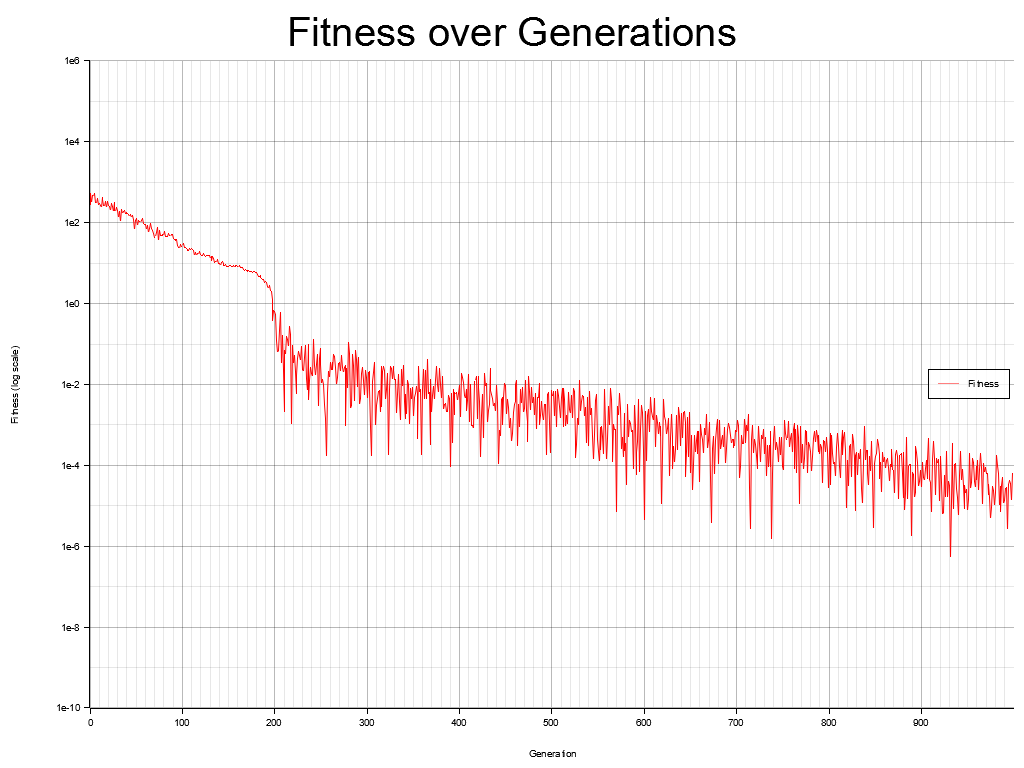 Fitness over Generations
1e6
1e4
1e2
1e0
1e-2
1e-4
1e-6
1e-8
1e-10
Fitness (log scale)
Fitness
0 100 200 300 400 500 600 700 800 900
Generation